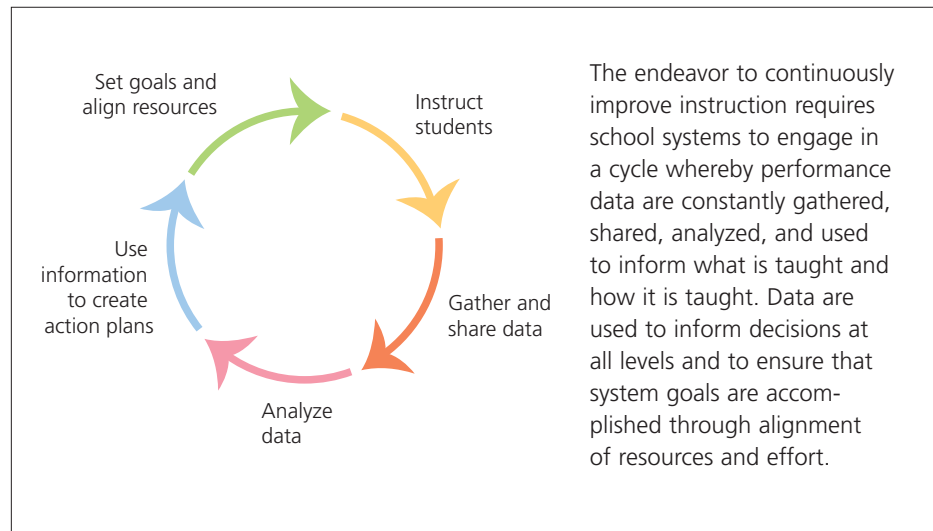 Set goals and
align resources
Instruct
students
Gather and
share data
Analyze
data
Use
information
to create
action plans
The endeavor to continuously
improve instruction requires
school systems to engage in
a cycle whereby performance
data are constantly gathered,
shared, analyzed, and used
to inform what is taught and
how it is taught. Data are
used to inform decisions at
all levels and to ensure that
system goals are accom-
plished through alignment
of resources and effort.